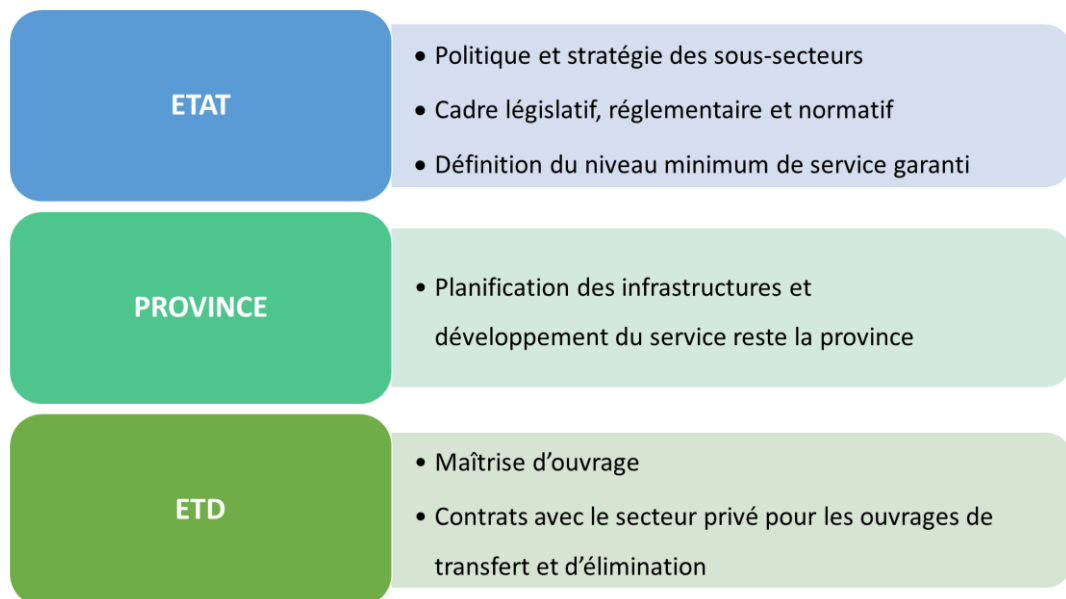 ETAT
• Politique et stratégie des sous-secteurs
• Cadre législatif, réglementaire et normatif
• Définition du niveau minimum de service garanti
PROVINCE
• Planification des infrastructures et
développement du service reste la province
ETD
• Maîtrise d’ouvrage
• Contrats avec le secteur privé pour les ouvrages de
transfert et d’élimination